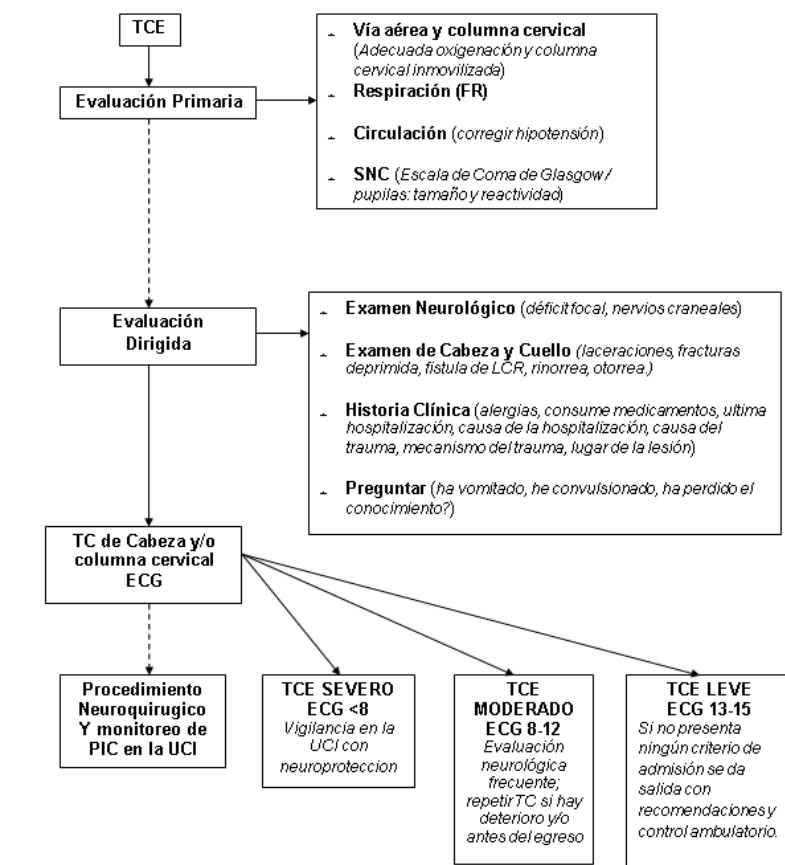 TCE
Vía aérea y columna cervical
(Adecuada oxigenación y columna
cervical inmovilizada)
Respiración (FR)
Circulación (corregir hipotensión)
SNC (Escala de Coma de Glasgow /
pupilas: tamaño y reactividad)
Evaluación Primaria
Evaluación
Dirigida
Examen Neurológico (déficit focal, nervios craneales)
Examen de Cabeza y Cuello (laceraciones, fracturas
deprimida, fistula de LCR, rinorrea, otorrea.)
Historia Clínica (alergias, consume medicamentos, ultima
hospitalización, causa de la hospitalización, causa del
trauma, mecanismo del trauma, lugar de la lesión)
Preguntar (ha vomitado, he convulsionado, ha perdido el
conocimiento?)
TC de Cabeza y/o
columna cervical
ECG
Procedimiento
Neuroquirugico
Y monitoreo de
PIC en la UCI
TCE SEVERO
ECG <8
Vigilancia en la
UCI con
neuroproteccion
TCE
MODERADO
ECG 8-12
Evaluación
neurológica
frecuente;
repetir TC si hay
deterioro y/o
antes del egreso
TCE LEVE
ECG 13-15
Si no presenta
ningún criterio de
admisión se da
salida con
recomendaciones y
control ambulatorio.